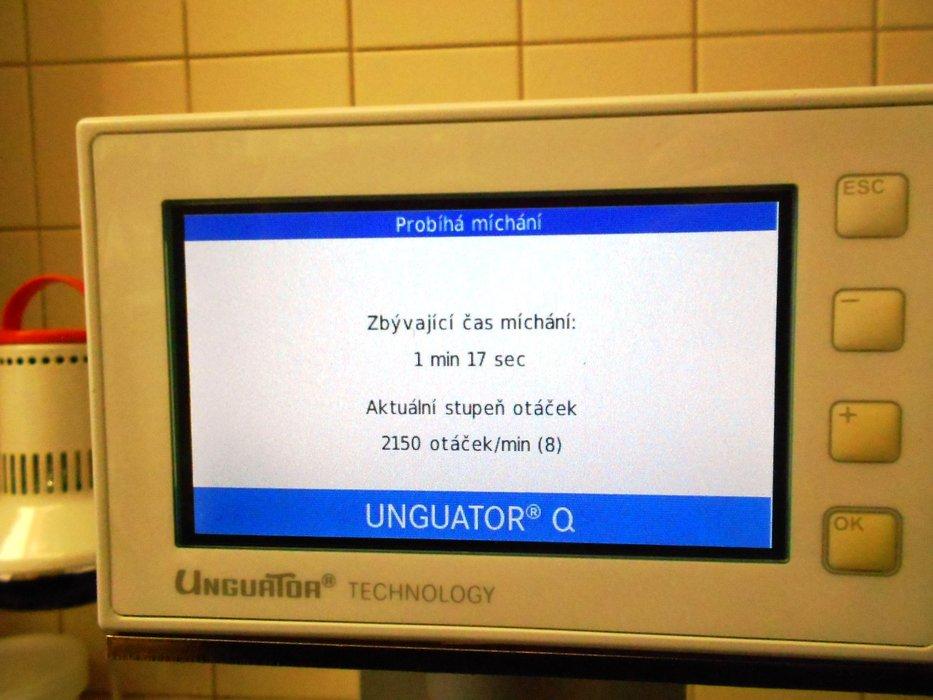 Probíhá míchání
Zbývající čas míchání:
1 min 17 sec
Aktuální stupeň otáček
2150 otáček/min (8)
UNGUATOR® Q
UNGUATOR® TECHNOLOGY
ESC
−
+
OK